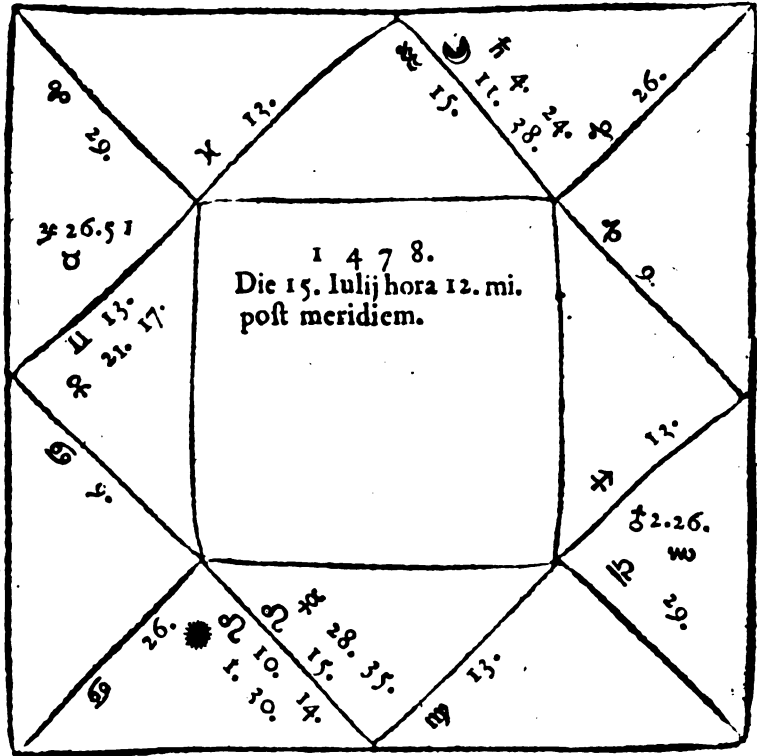 1 4 7 8.
Die 15. Iulij hora 12. mi.
poſt meridiem.
♒ 15.
☾ 11. 38.
♄ 4. 24.
♑ 26.
♑ 9.
♐ 13.
♂ 2. 26.
♏
♎ 29.
♍ 13.
♌ 15.
28. 35.
☉ ♌ 10. 14.
1. 30.
♋ 26.
♋
♊ 13.
♀ 21. 17.
♃ 26. 51
♉
29.
♓ 13.